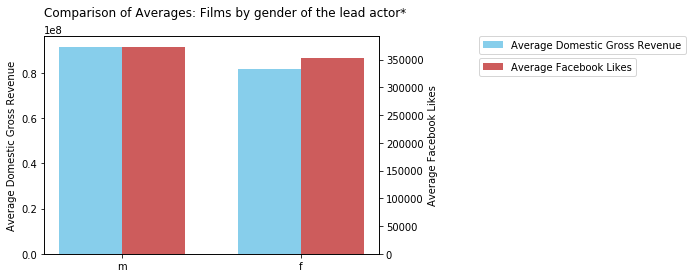 Comparison of Averages: Films by gender of the lead actor*
1e8
0.8
0.6
0.4
0.2
0.0
Average Domestic Gross Revenue
m
f
350000
300000
250000
200000
150000
100000
50000
0
Average Facebook Likes
Average Domestic Gross Revenue
Average Facebook Likes